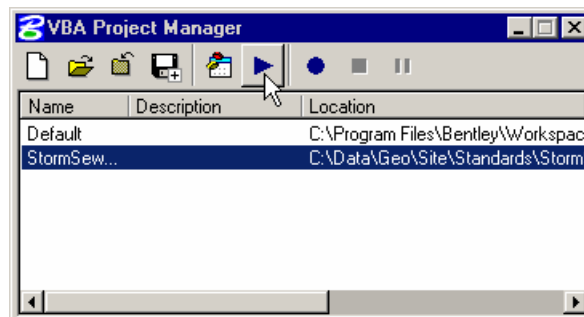 VBA Project Manager
Name Description Location
Default C:\Program Files\Bentley\Workspac
StormSew... C:\Data\Geo\Site\Standards\Storm